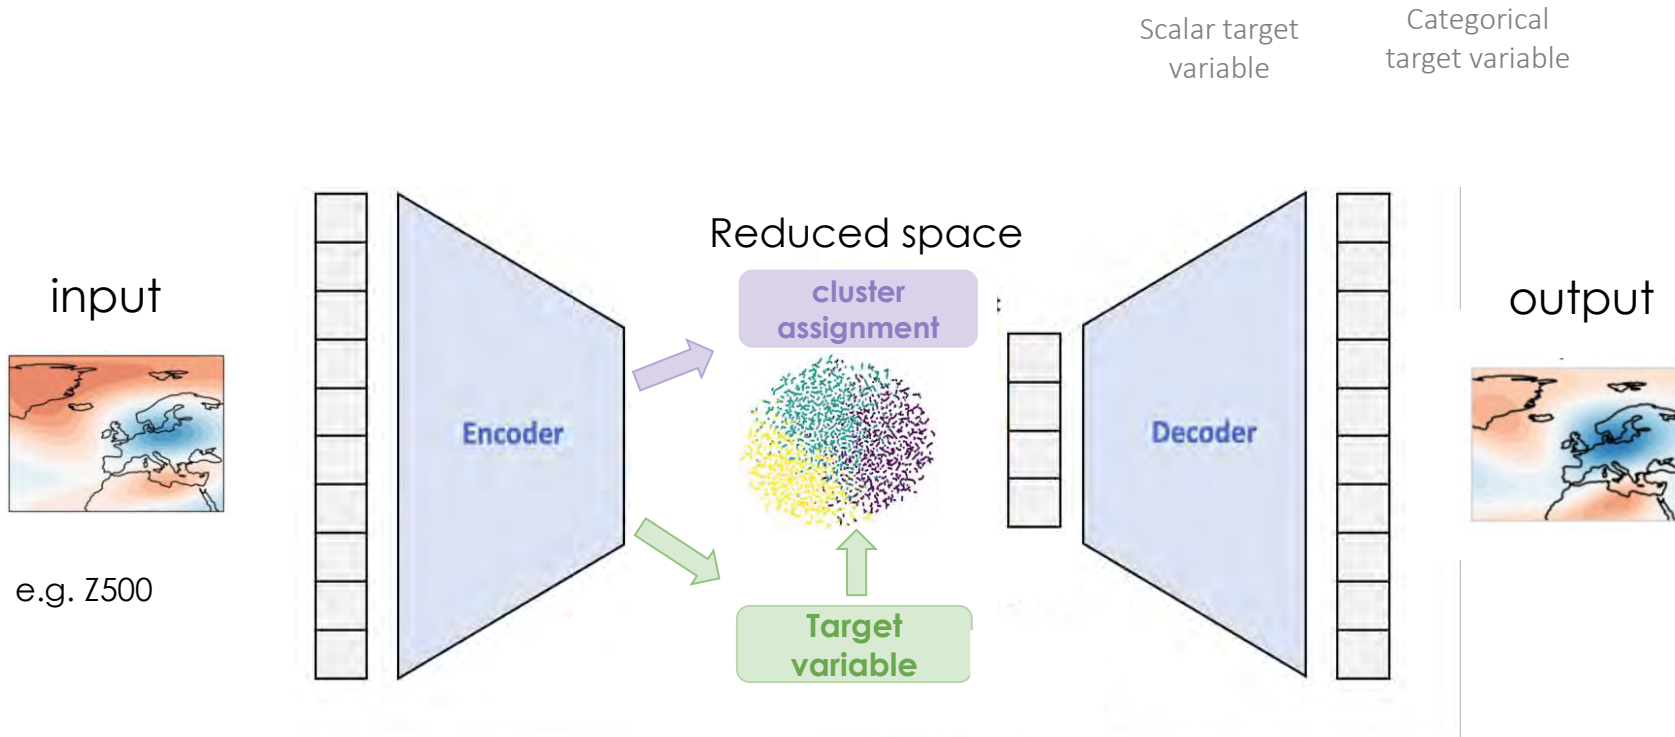 Scalar target
variable
Categorical
target variable
input
e.g. Z500
Encoder
Reduced space
cluster
assignment
Target
variable
Decoder
output